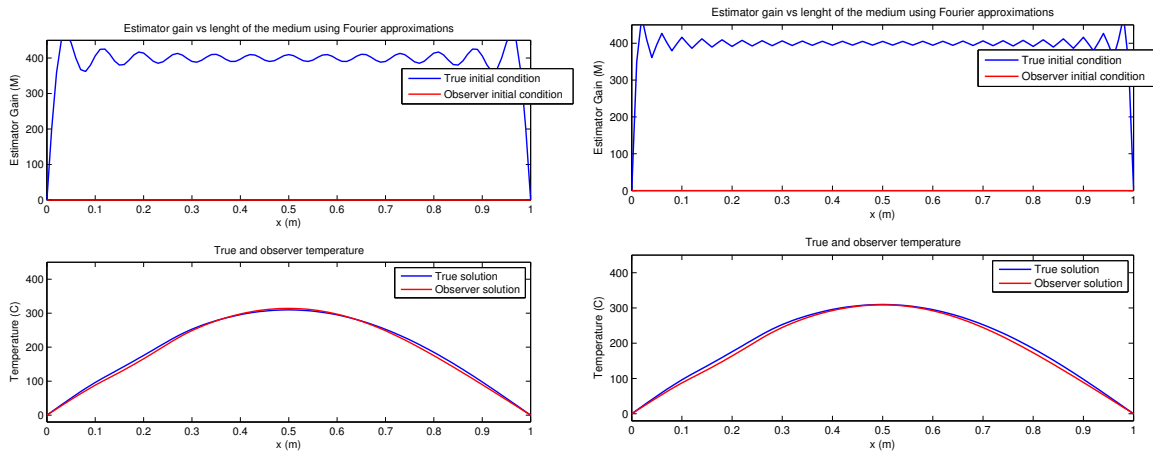 Estimator gain vs lenght of the medium using Fourier approximations
Estimator Gain (M)
400
300
200
100
0
True initial condition
Observer initial condition
0 0.1 0.2 0.3 0.4 0.5 0.6 0.7 0.8 0.9 1
x (m)
True and observer temperature
Temperature (C)
400
300
200
100
0
True solution
Observer solution
0 0.1 0.2 0.3 0.4 0.5 0.6 0.7 0.8 0.9 1
x (m)
Estimator gain vs lenght of the medium using Fourier approximations
Estimator Gain (M)
400
300
200
100
0
True initial condition
Observer initial condition
0 0.1 0.2 0.3 0.4 0.5 0.6 0.7 0.8 0.9 1
x (m)
True and observer temperature
Temperature (C)
400
300
200
100
0
True solution
Observer solution
0 0.1 0.2 0.3 0.4 0.5 0.6 0.7 0.8 0.9 1
x (m)